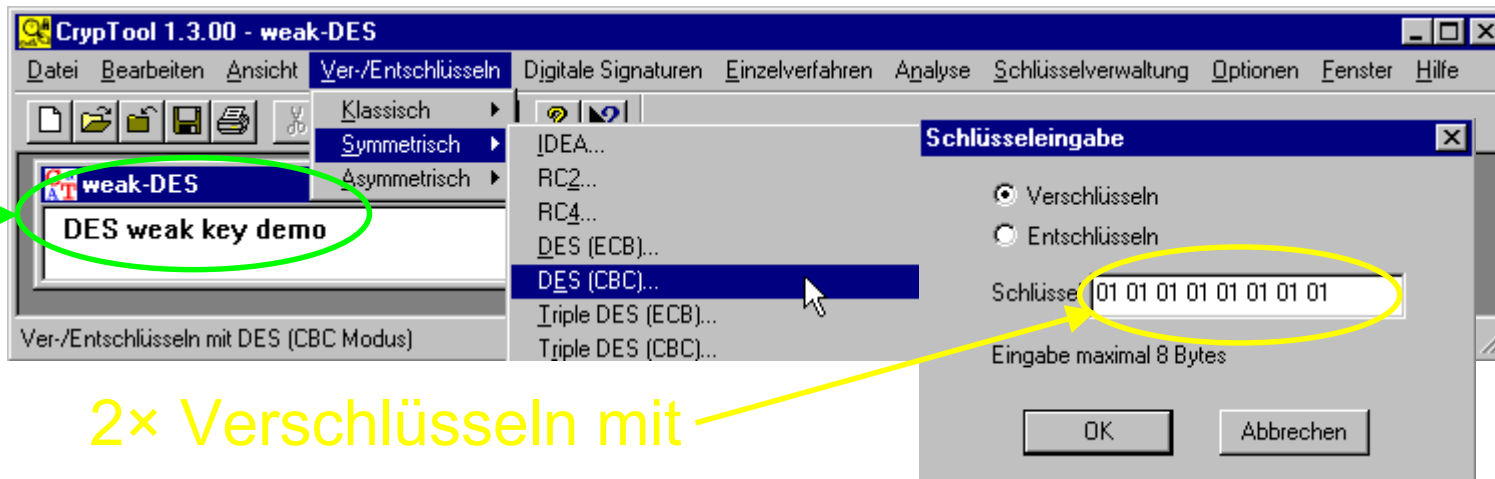 CrypTool 1.3.00 - weak-DES
Datei Bearbeiten Ansicht Ver-/Entschlüsseln Digitale Signaturen Einzelverfahren Analyse Schlüsselverwaltung Optionen Fenster Hilfe
Klassisch
Symmetrisch
Asymmetrisch
weak-DES
DES weak key demo
IDEA...
RC2...
RC4...
DES (ECB)...
DES (CBC)...
Triple DES (ECB)...
Triple DES (CBC)...
Ver-/Entschlüsseln mit DES (CBC Modus)
Schlüsseleingabe
Verschlüsseln
Entschlüsseln
Schlüssel 01 01 01 01 01 01 01 01
Eingabe maximal 8 Bytes
OK Abbrechen
2× Verschlüsseln mit